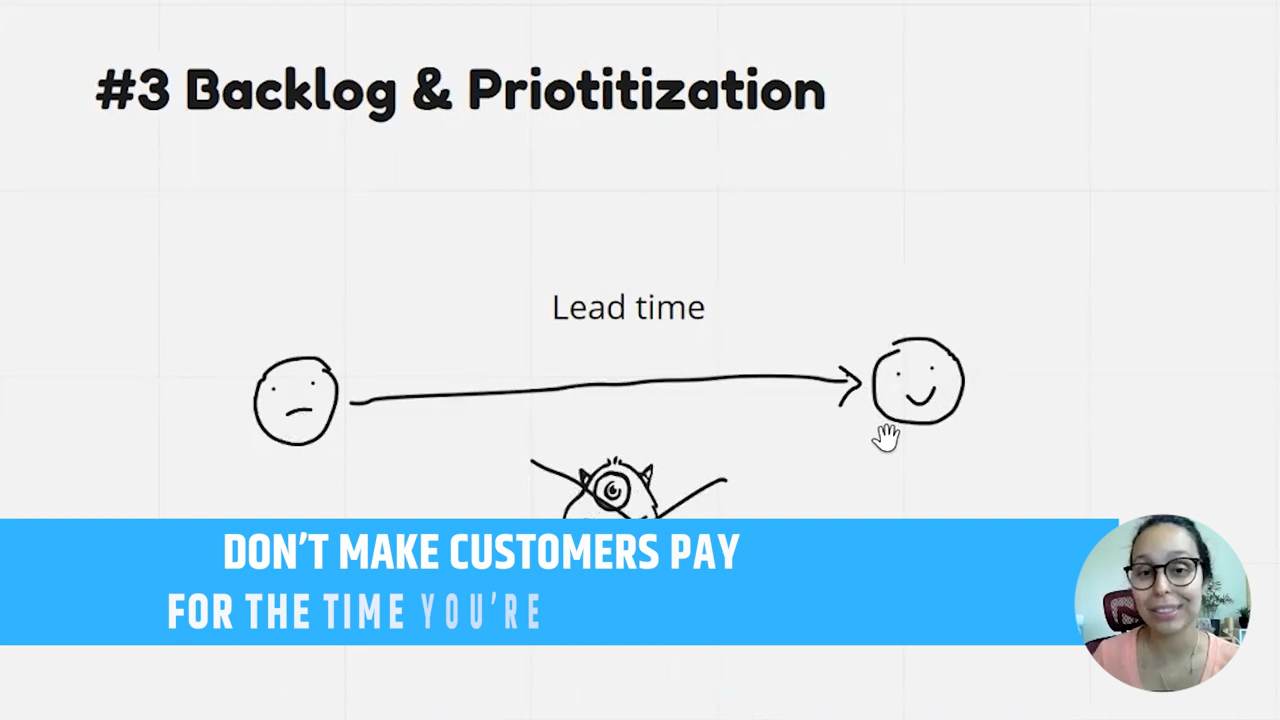 #3 Backlog & Priotitization
Lead time
DON'T MAKE CUSTOMERS PAY
FOR THE TIME YOU'RE